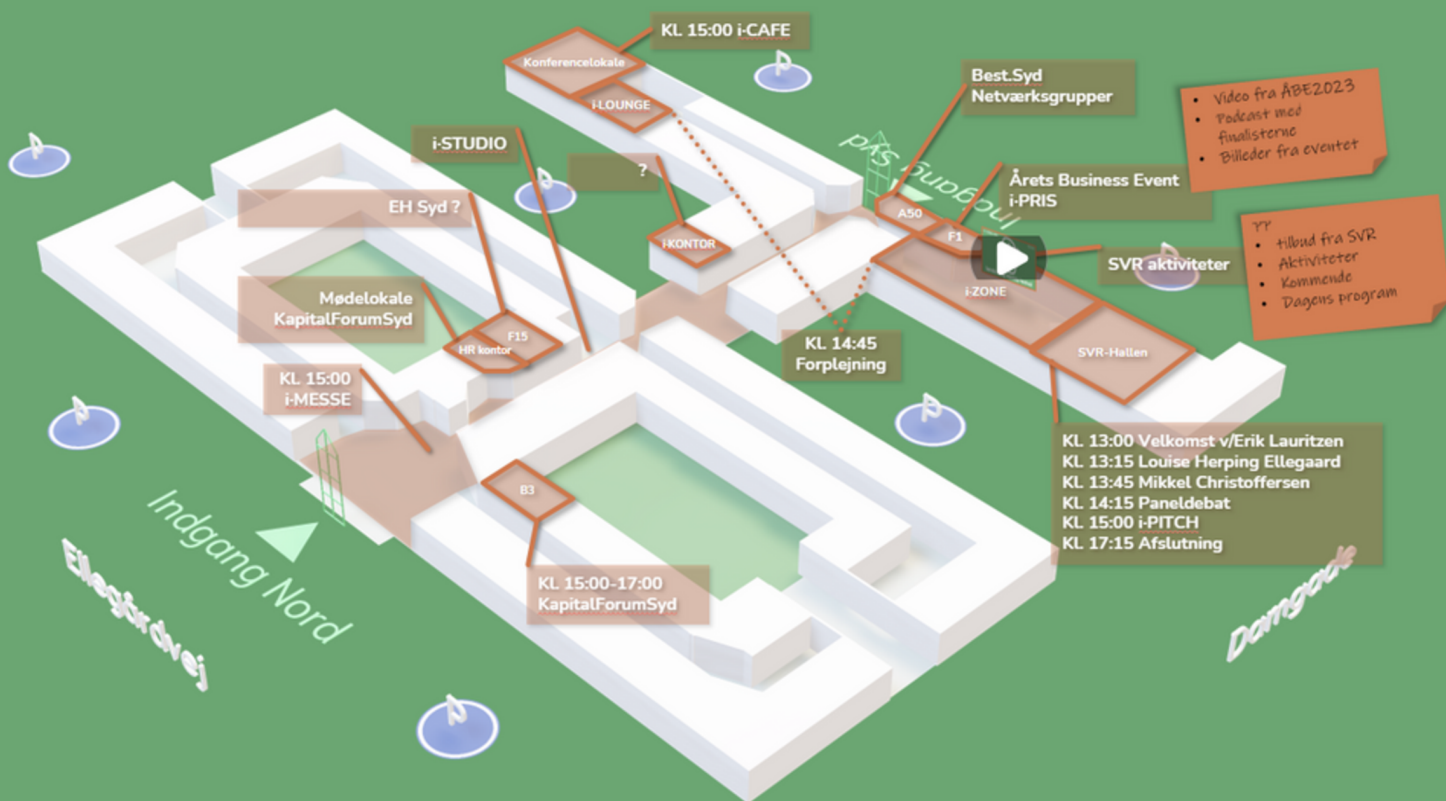 KL 15:00 i-CAFE
Konferencelokale
i-LOUNGE
Best.Syd
Netværksgrupper
• Video fra ÅBE2023
• Podcast med
finalisterne
• Billeder fra eventet
i-STUDIO
?
Indgang Syd
Årets Business Event
i-PRIS
EH Syd ?
A50
F1
i-KONTOR
SVR aktiviteter
??
• tilbud fra SVR
• Aktiviteter
• Kommende
• Dagens program
i-ZONE
Mødelokale
KapitalForumSyd
F15
HR kontor
KL 14:45
Forplejning
SVR-Hallen
KL 15:00
i-MESSE
KL 13:00 Velkomst v/Erik Lauritzen
KL 13:15 Louise Herping Ellegaard
KL 13:45 Mikkel Christoffersen
KL 14:15 Paneldebat
KL 15:00 i-PITCH
KL 17:15 Afslutning
B3
Indgang Nord
KL 15:00-17:00
KapitalForumSyd
Ellegårdvej
Damgade
P
P
P
P
P
P
P